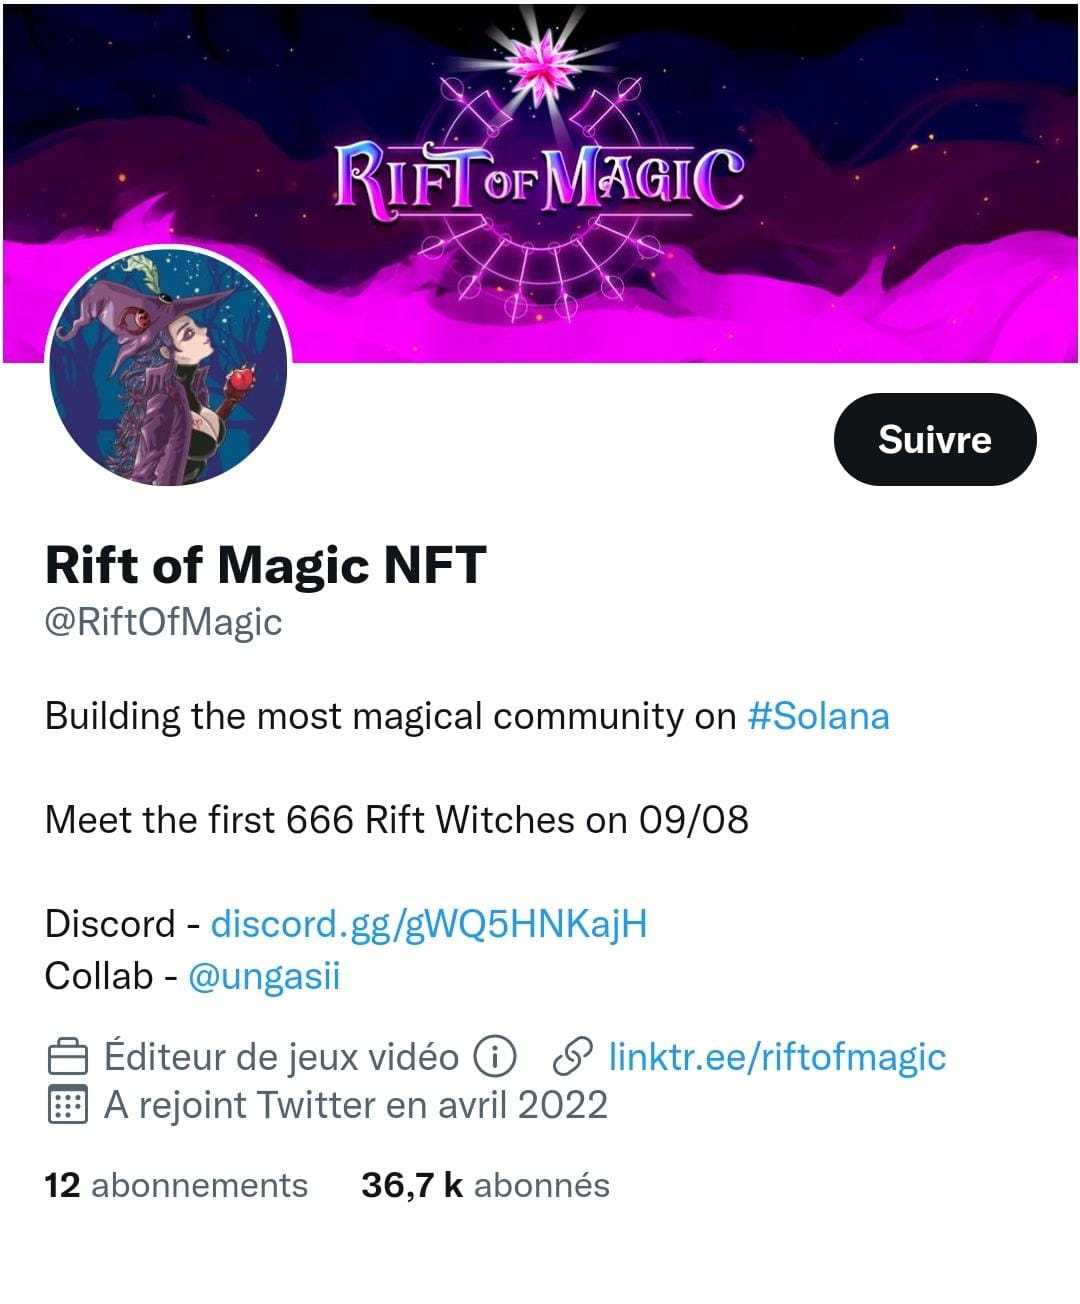 RIFT OF MAGIC
Suivre
Rift of Magic NFT
@RiftOfMagic
Building the most magical community on #Solana
Meet the first 666 Rift Witches on 09/08
Discord - discord.gg/gWQ5HNKajH
Collab - @ungasii
Éditeur de jeux vidéo linktr.ee/riftofmagic
A rejoint Twitter en avril 2022
12 abonnements 36,7 k abonnés